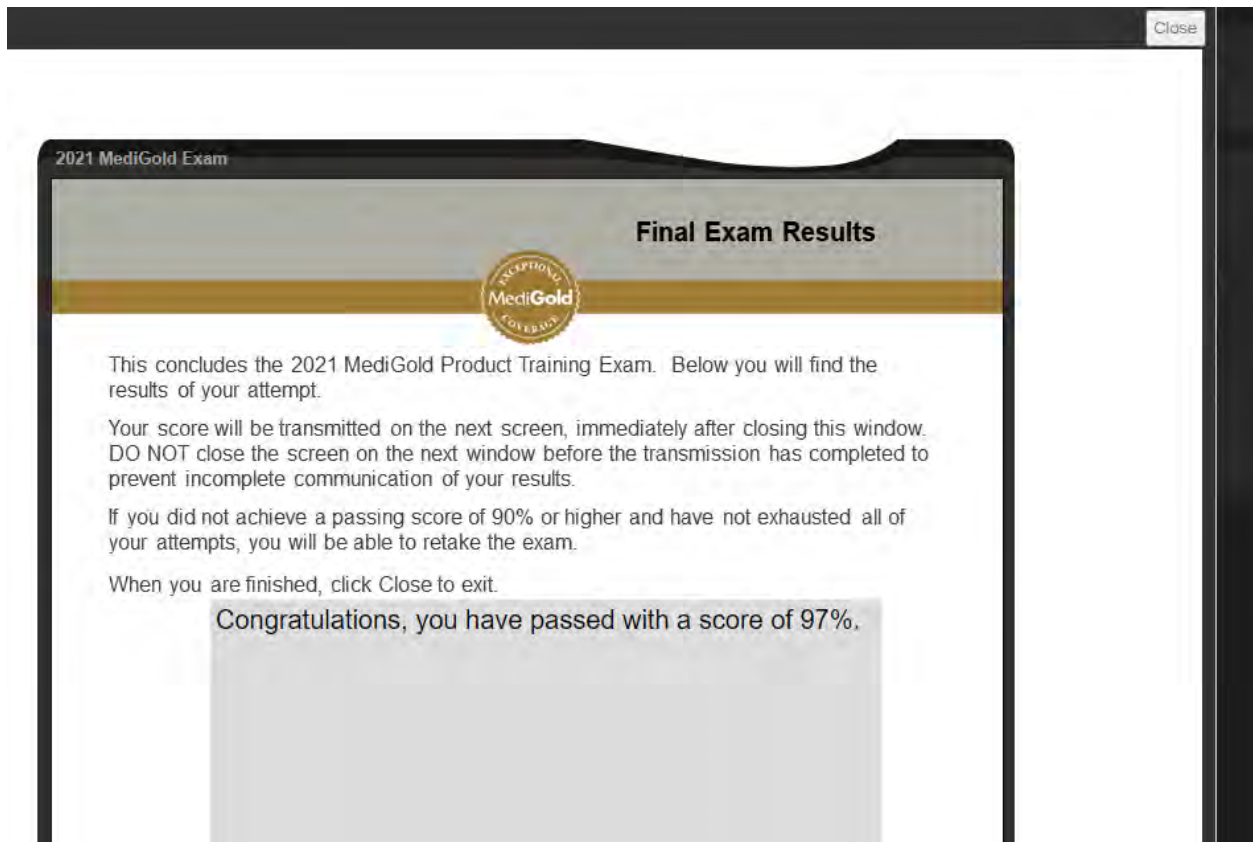 Close
2021 MediGold Exam
Final Exam Results
EXCEPTIONAL
MediGold
COVERAGE
This concludes the 2021 MediGold Product Training Exam. Below you will find the
results of your attempt.
Your score will be transmitted on the next screen, immediately after closing this window.
DO NOT close the screen on the next window before the transmission has completed to
prevent incomplete communication of your results.
If you did not achieve a passing score of 90% or higher and have not exhausted all of
your attempts, you will be able to retake the exam.
When you are finished, click Close to exit.
Congratulations, you have passed with a score of 97%.